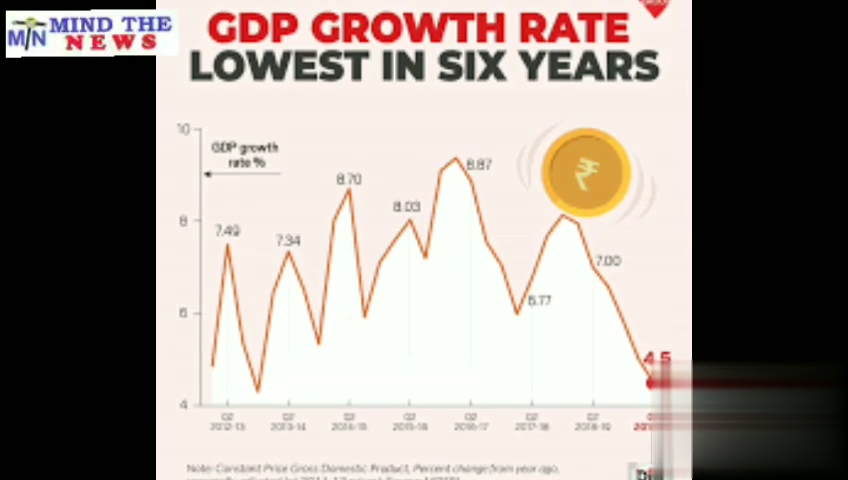 MIND THE
MTN NEWS
GDP GROWTH RATE
LOWEST IN SIX YEARS
10
GDP growth
rate %
8.87
8.70
8.03
8
7.49
7.34
7.00
6.77
6
4.5
4
Q2 Q2 Q2 Q2 Q2 Q2 Q2
2012-13 2013-14 2014-15 2015-16 2016-17 2017-18 2018-19
Note: Constant Price Gross Domestic Product, Percent change from year ago,